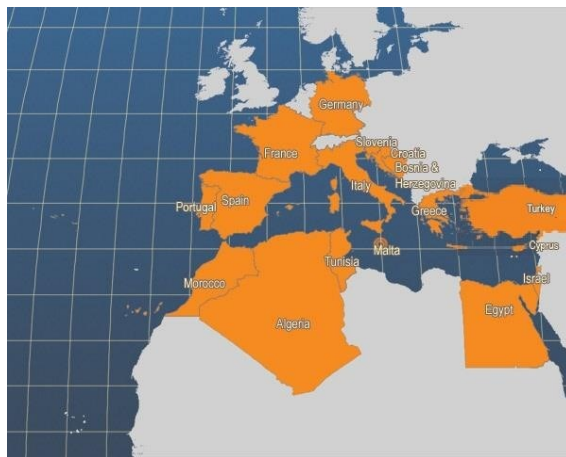 Germany
Slovenia
France
Croatia
Bosnia &
Herzegovina
Italy
Portugal
Spain
Greece
Turkey
Cyprus
Malta
Tunisia
Israel
Morocco
Egypt
Algeria